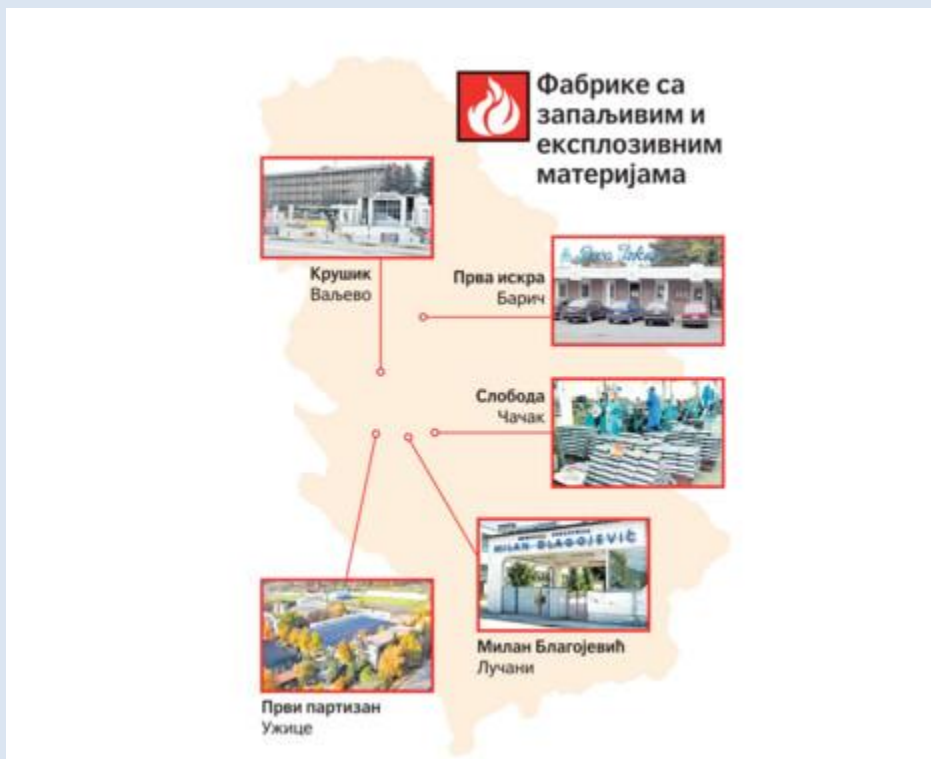 Фабрике са
запаљивим и
експлозивним
материјама
Крушик
Ваљево
Прва искра
Барич
Слобода
Чачак
MILAN BLAGOJEVIĆ
Милан Благојевић
Лучани
Први партизан
Ужице